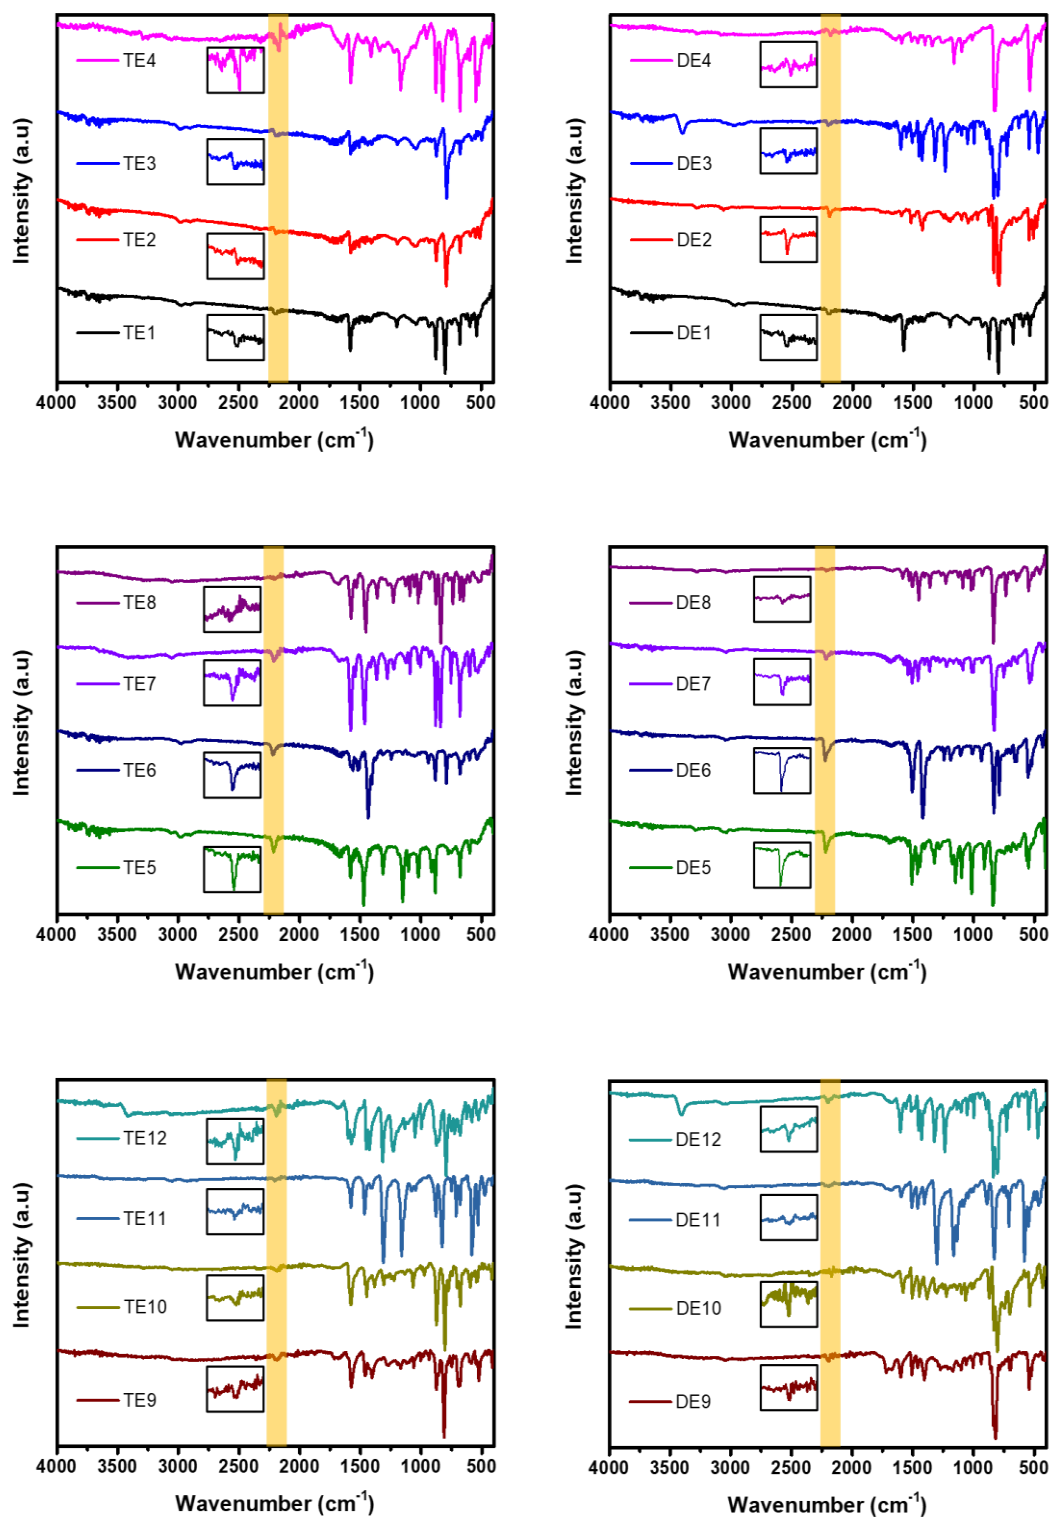 Intensity (a.u)
TE4
TE3
TE2
TE1
4000 3500 3000 2500 2000 1500 1000 500
Wavenumber (cm⁻¹)
Intensity (a.u)
DE4
DE3
DE2
DE1
4000 3500 3000 2500 2000 1500 1000 500
Wavenumber (cm⁻¹)
Intensity (a.u)
TE8
TE7
TE6
TE5
4000 3500 3000 2500 2000 1500 1000 500
Wavenumber (cm⁻¹)
Intensity (a.u)
DE8
DE7
DE6
DE5
4000 3500 3000 2500 2000 1500 1000 500
Wavenumber (cm⁻¹)
Intensity (a.u)
TE12
TE11
TE10
TE9
4000 3500 3000 2500 2000 1500 1000 500
Wavenumber (cm⁻¹)
Intensity (a.u)
DE12
DE11
DE10
DE9
4000 3500 3000 2500 2000 1500 1000 500
Wavenumber (cm⁻¹)